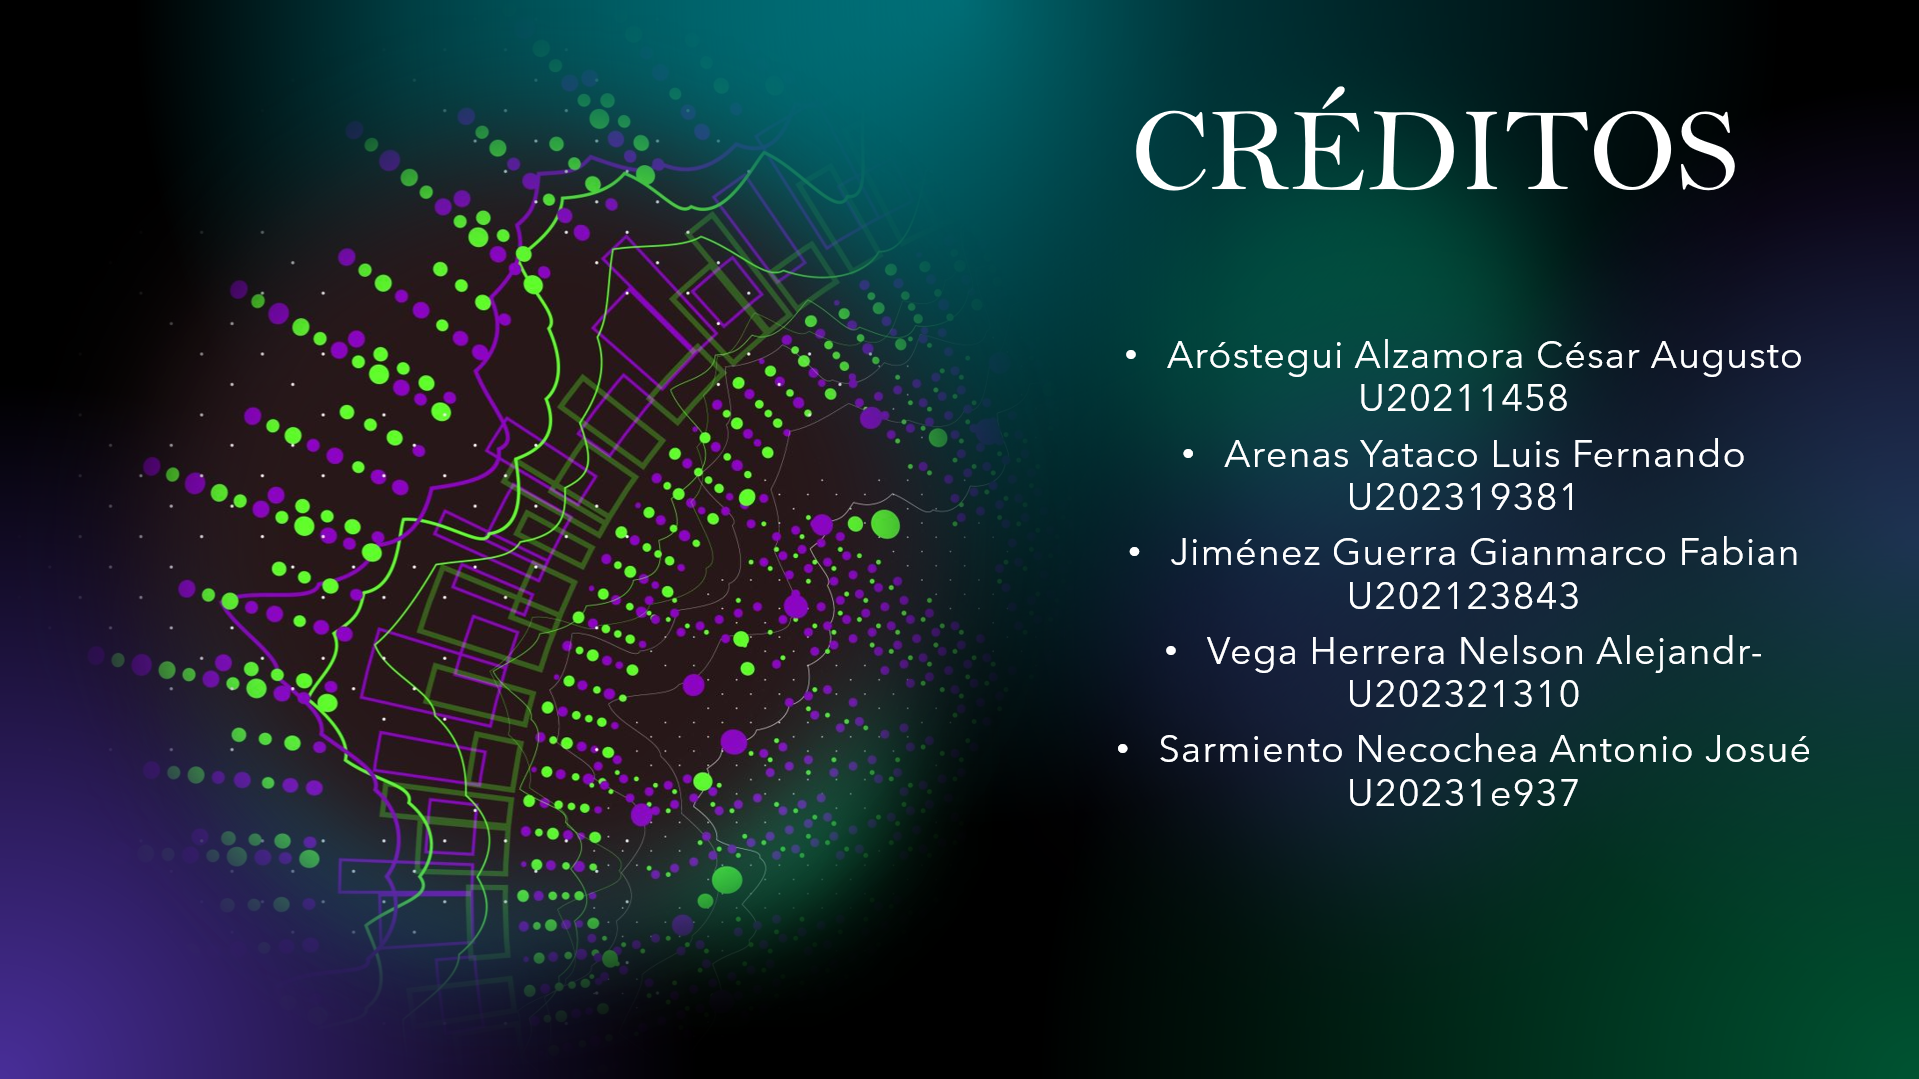 CRÉDITOS
• Aróstegui Alzamora César Augusto
U20211458
• Arenas Yataco Luis Fernando
U202319381
• Jiménez Guerra Gianmarco Fabian
U202123843
• Vega Herrera Nelson Alejandr-
U202321310
• Sarmiento Necochea Antonio Josué
U20231e937